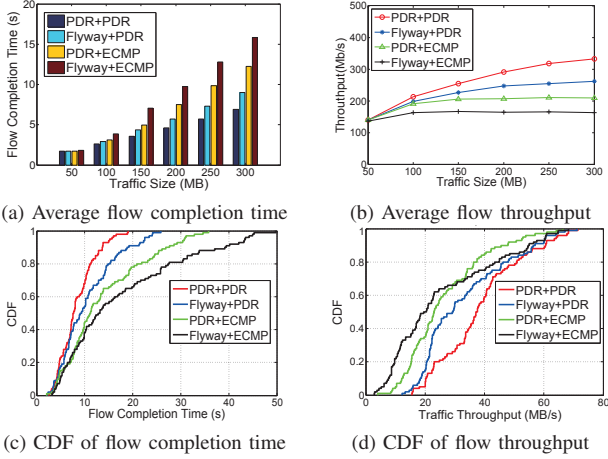 20
15
10
5
0
Flow Completion Time (s)
PDR+PDR
Flyway+PDR
PDR+ECMP
Flyway+ECMP
50 100 150 200 250 300
Traffic Size (MB)
(a) Average flow completion time
500
400
300
200
100
0
Throuthput(Mb/s)
PDR+PDR
Flyway+PDR
PDR+ECMP
Flyway+ECMP
50 100 150 200 250 300
Traffic Size (MB)
(b) Average flow throughput
1
0.8
0.6
0.4
0.2
0
CDF
PDR+PDR
Flyway+PDR
PDR+ECMP
Flyway+ECMP
0 10 20 30 40 50
Flow Completion Time (s)
(c) CDF of flow completion time
1
0.8
0.6
0.4
0.2
0
CDF
PDR+PDR
Flyway+PDR
PDR+ECMP
Flyway+ECMP
0 20 40 60 80
Traffic Throughput (MB/s)
(d) CDF of flow throughput